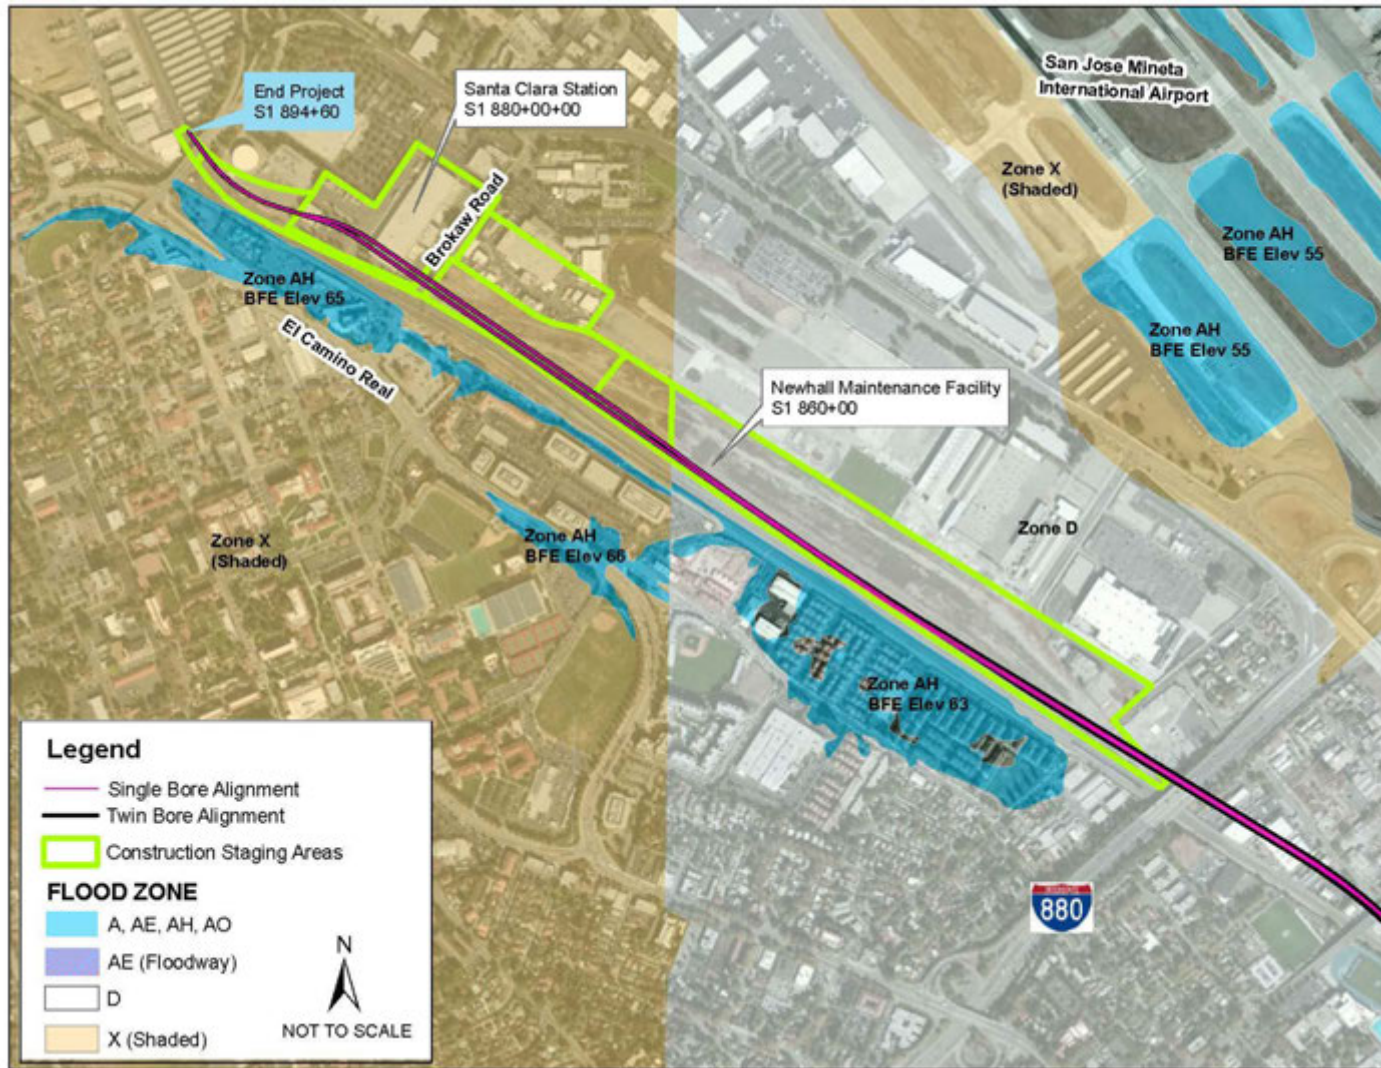 End Project
S1 894+60
Santa Clara Station
S1 880+00+00
San Jose Mineta
International Airport
Brokaw Road
Zone X
(Shaded)
Zone AH
BFE Elev 55
Zone AH
BFE Elev 65
Zone AH
BFE Elev 55
El Camino Real
Newhall Maintenance Facility
S1 860+00
Zone D
Zone X
(Shaded)
Zone AH
BFE Elev 66
Zone AH
BFE Elev 63
Legend
Single Bore Alignment
Twin Bore Alignment
Construction Staging Areas
FLOOD ZONE
A, AE, AH, AO
AE (Floodway)
D
X (Shaded)
N
NOT TO SCALE
880